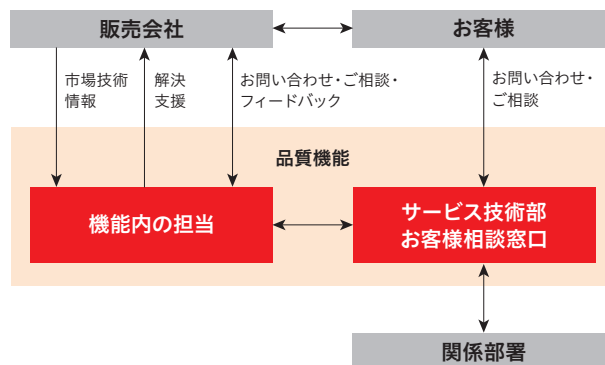 販売会社
お客様
市場技術
情報
解決
支援
お問い合わせ・ご相談・
フィードバック
お問い合わせ・
ご相談
品質機能
機能内の担当
サービス技術部
お客様相談窓口
関係部署